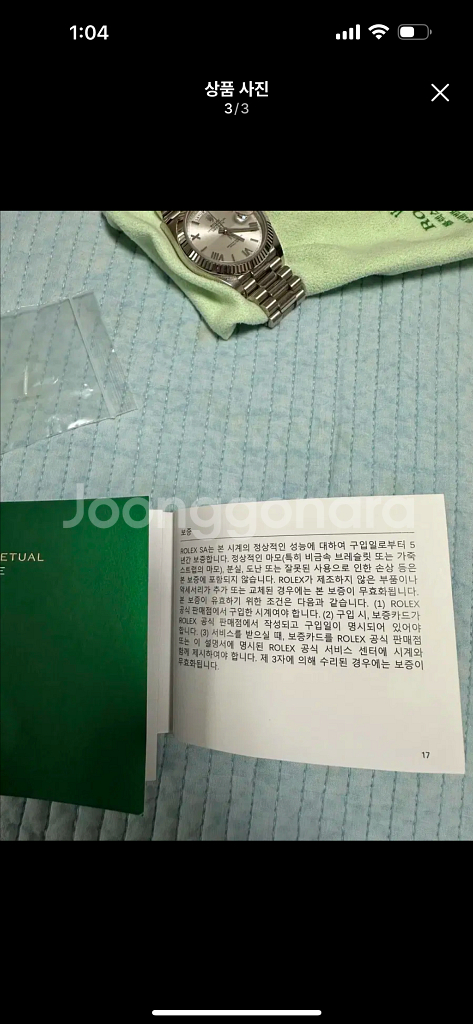 1:04
상품 사진
3/3
Joonggonara
ETUAL
E
보증
ROLEX SA는 본 시계의 정상적인 성능에 대하여 구입일로부터 5
년간 보증합니다. 정상적인 마모(특히 비금속 브레슬릿 또는 가죽
스트랩의 마모), 분실, 도난 또는 잘못된 사용으로 인한 손상 등은
본 보증에 포함되지 않습니다. ROLEX가 제조하지 않은 부품이나
악세서리가 추가 또는 교체된 경우에는 본 보증이 무효화됩니다.
본 보증이 유효하기 위한 조건은 다음과 같습니다. (1) ROLEX
공식 판매점에서 구입한 시계여야 합니다. (2) 구입 시, 보증카드가
ROLEX 공식 판매점에서 작성되고 구입일이 명시되어 있어야
합니다. (3) 서비스를 받으실 때, 보증카드를 ROLEX 공식 판매점
또는 이 설명서에 명시된 ROLEX 공식 서비스 센터에 시계와
함께 제시하여야 합니다. 제 3자에 의해 수리된 경우에는 보증이
무효화됩니다.
17